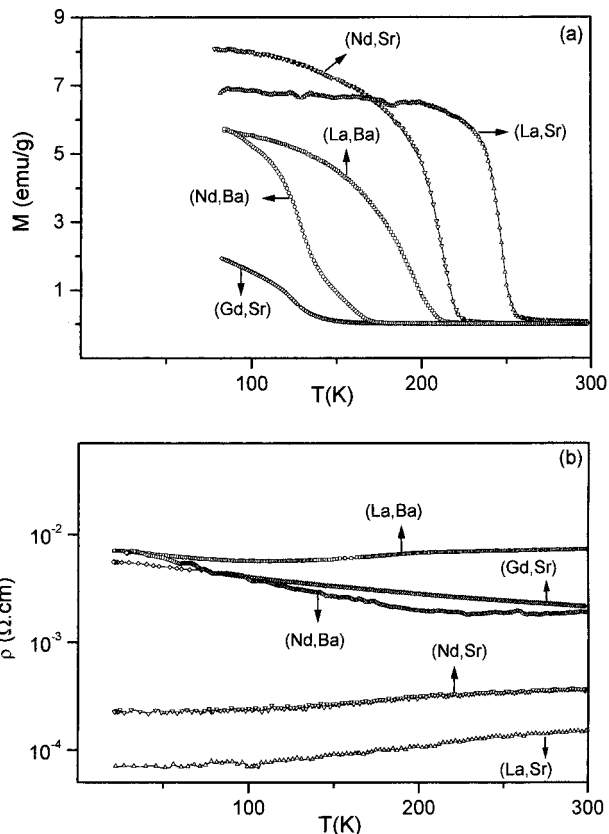 9
(a)
(Nd,Sr)
7
(La,Sr)
(La,Ba)
5
M (emu/g)
(Nd,Ba)
3
(Gd,Sr)
1
100
150
200
250
300
T(K)
(b)
(La,Ba)
10⁻²
(Gd,Sr)
ρ (Ω.cm)
(Nd,Ba)
10⁻³
(Nd,Sr)
10⁻⁴
(La,Sr)
100
200
300
T(K)